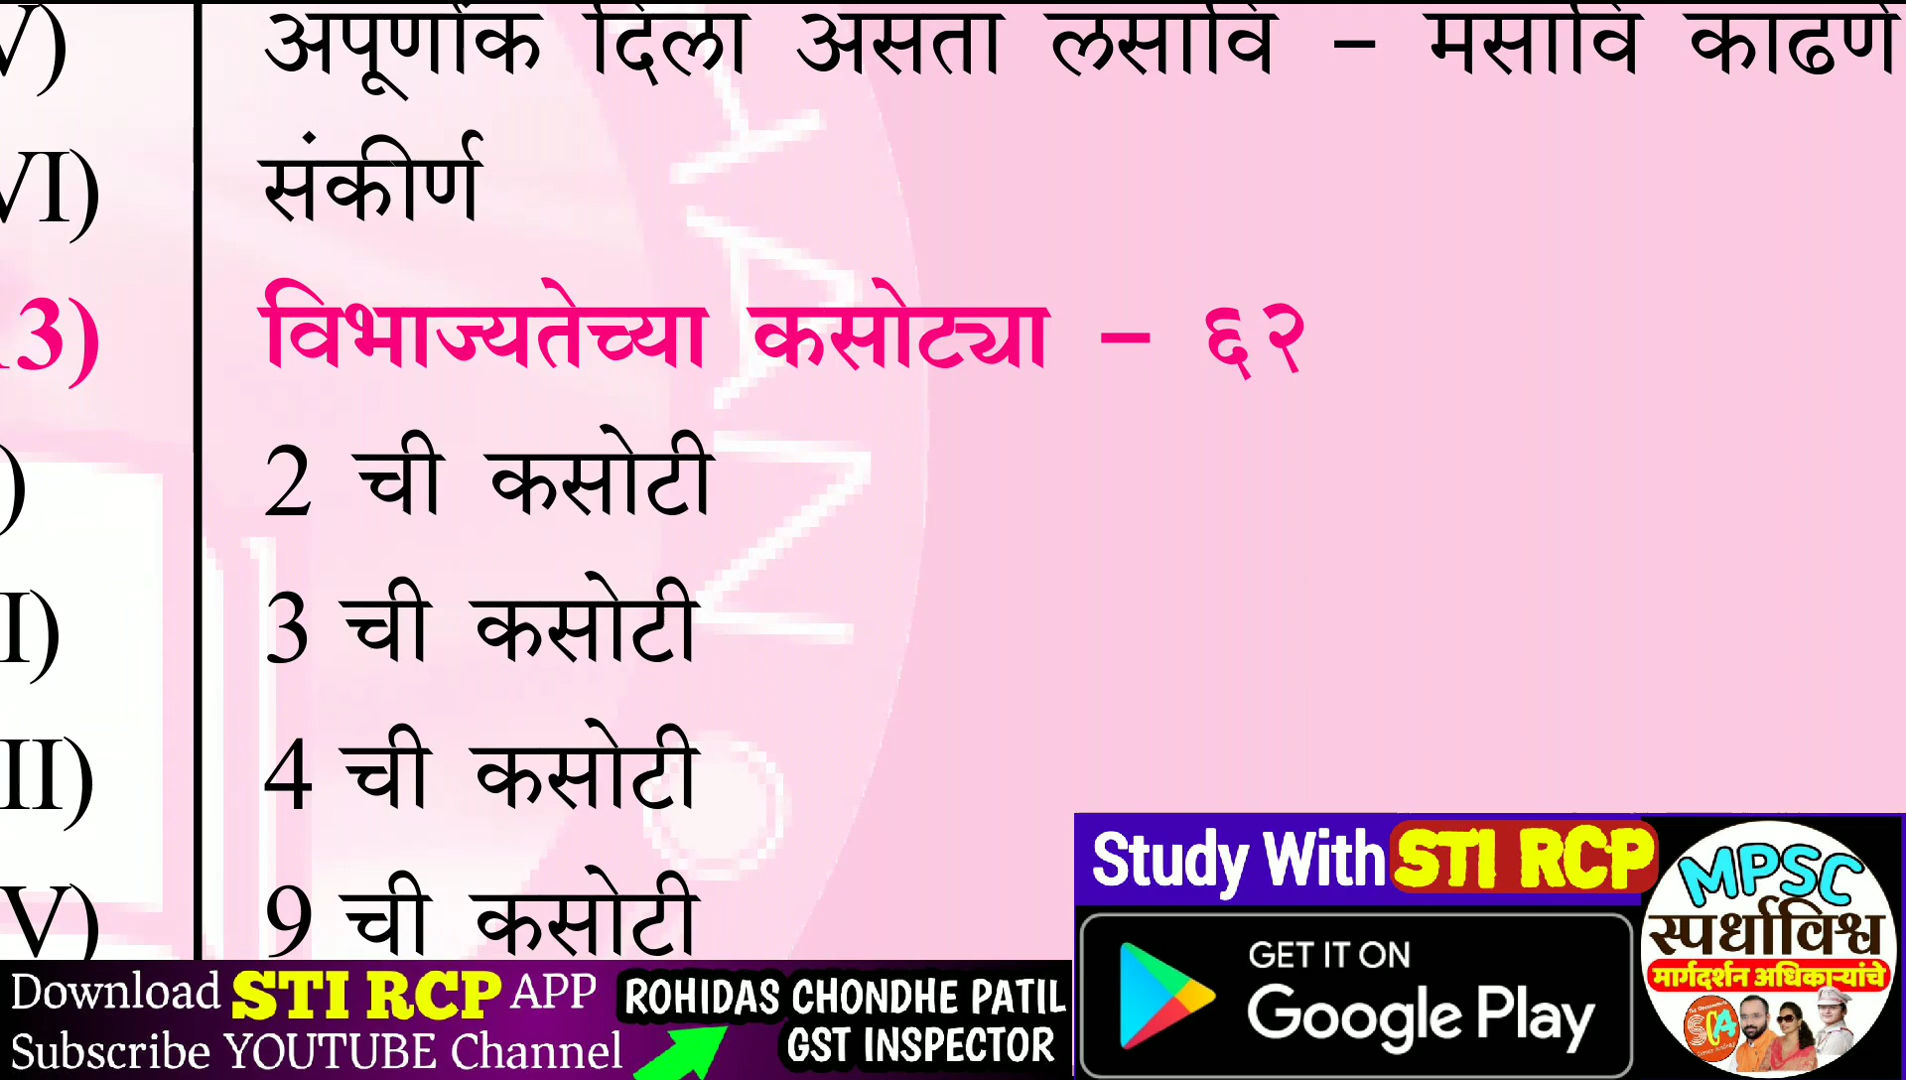 V) अपूर्णांक दिला असता लसावि – मसावि काढणे
VI) संकीर्ण
13) विभाज्यतेच्या कसोट्या – ६२
) 2 ची कसोटी
I) 3 ची कसोटी
II) 4 ची कसोटी
V) 9 ची कसोटी
Study With STI RCP
GET IT ON
Google Play
MPSC
स्पर्धाविश्व
मार्गदर्शन अधिकाऱ्यांचे
SCA
Download STI RCP APP
Subscribe YOUTUBE Channel
ROHIDAS CHONDHE PATIL
GST INSPECTOR